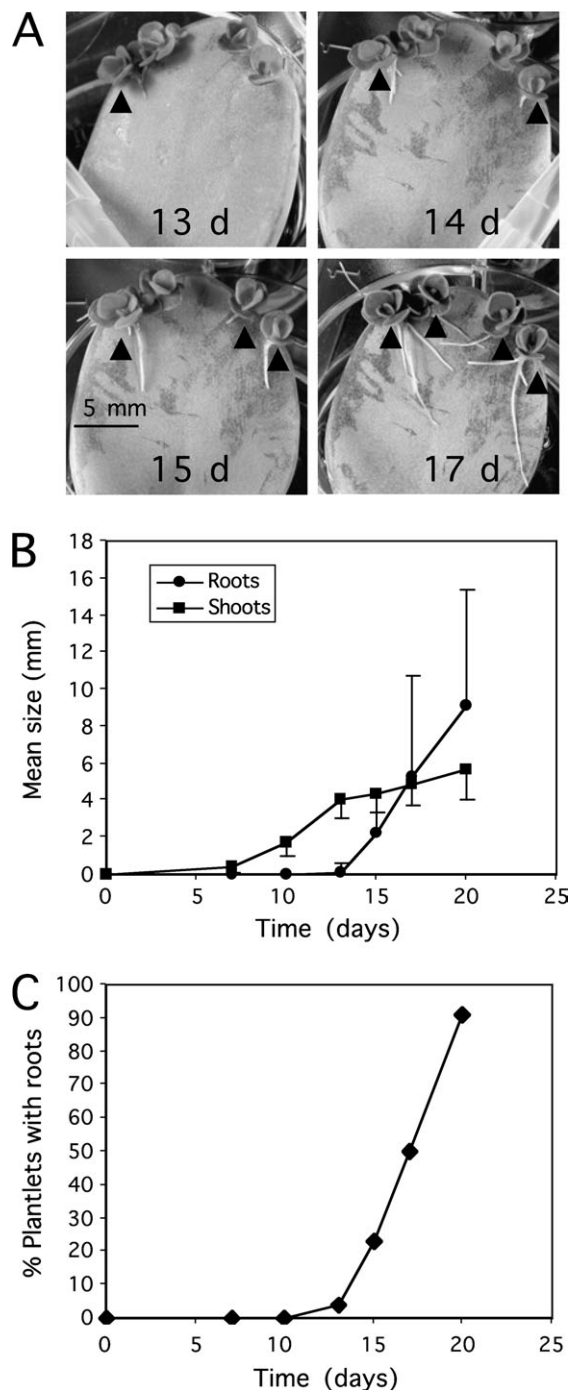 A
13 d
14 d
5 mm
15 d
17 d
B
18
16
14
12
10
8
6
4
2
0
Roots
Shoots
Mean size (mm)
0 5 10 15 20 25
Time (days)
C
100
90
80
70
60
50
40
30
20
10
0
% Plantlets with roots
0 5 10 15 20 25
Time (days)